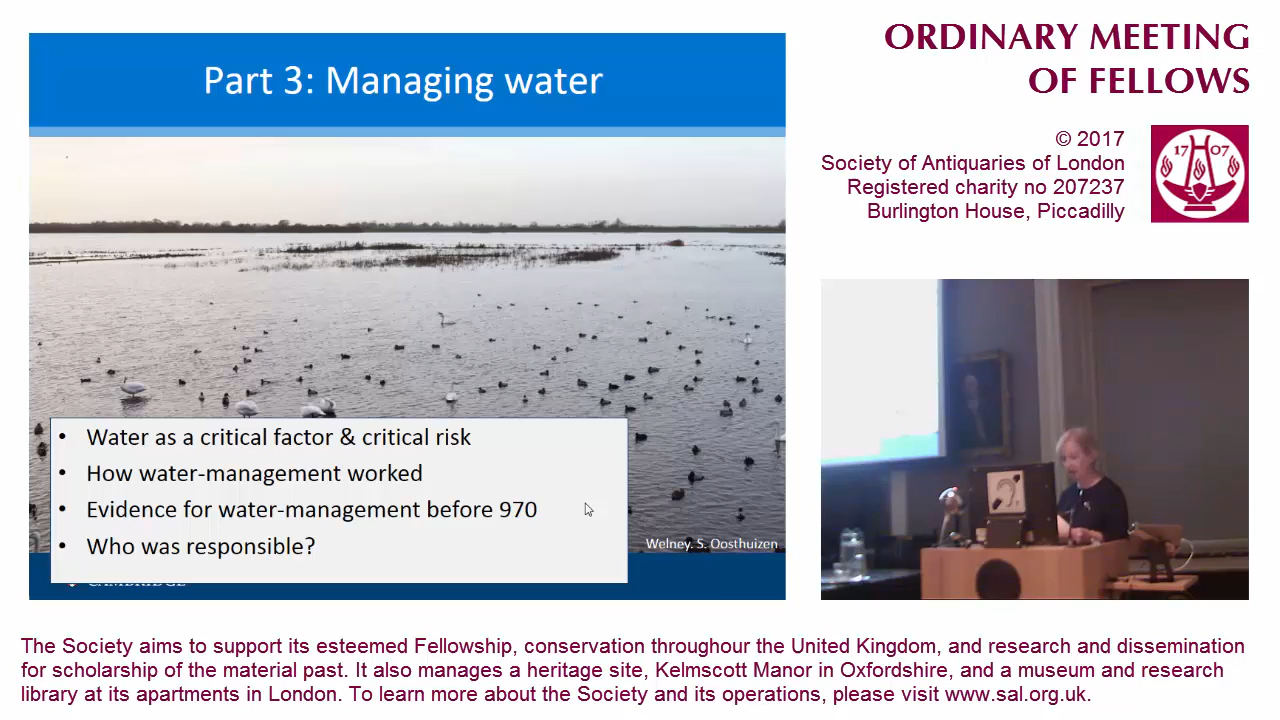 Part 3: Managing water
• Water as a critical factor & critical risk
• How water-management worked
• Evidence for water-management before 970
• Who was responsible?
Welney. S. Oosthuizen
CAMBRIDGE
ORDINARY MEETING
OF FELLOWS
© 2017
Society of Antiquaries of London
Registered charity no 207237
Burlington House, Piccadilly
17 07
The Society aims to support its esteemed Fellowship, conservation throughour the United Kingdom, and research and dissemination
for scholarship of the material past. It also manages a heritage site, Kelmscott Manor in Oxfordshire, and a museum and research
library at its apartments in London. To learn more about the Society and its operations, please visit www.sal.org.uk.